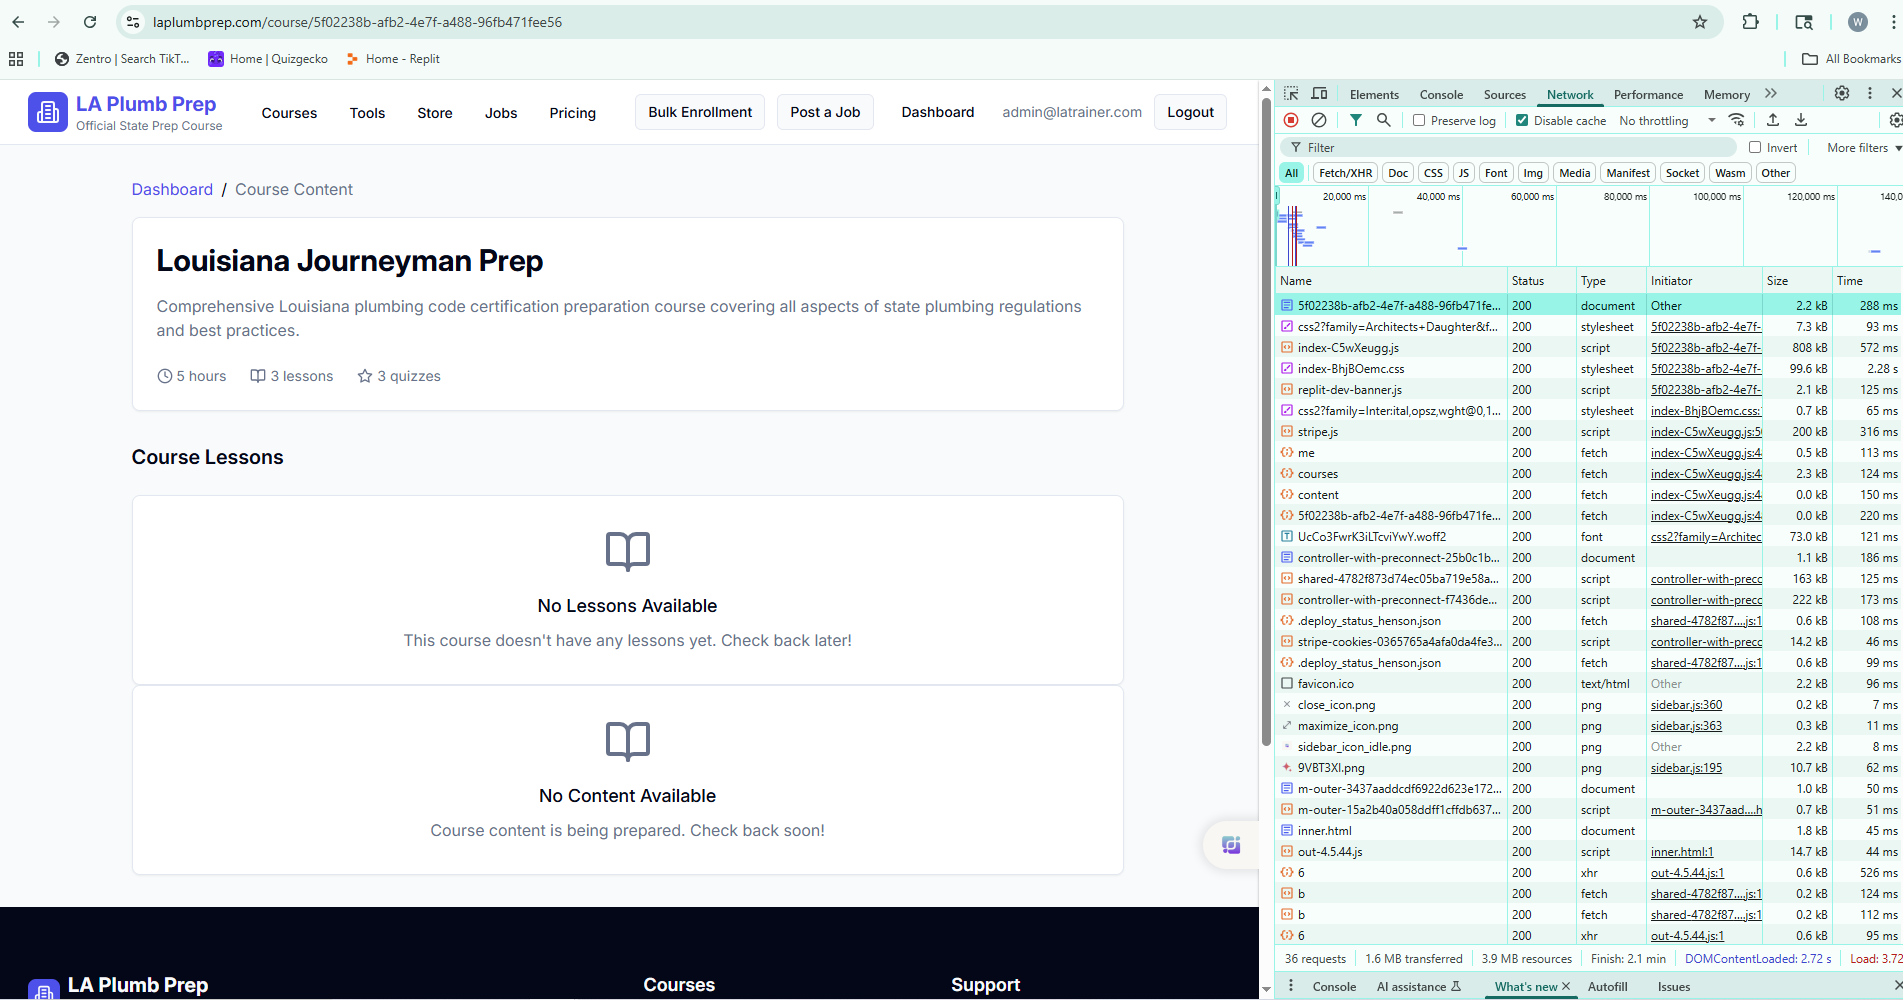 laplumbprep.com/course/5f02238b-afb2-4e7f-a488-96fb471fee56
W
Zentro | Search TikT...
Home | Quizgecko
Home - Replit
All Bookmarks
LA Plumb Prep
Official State Prep Course
Courses
Tools
Store
Jobs
Pricing
Bulk Enrollment
Post a Job
Dashboard
admin@latrainer.com
Logout
Dashboard / Course Content
Louisiana Journeyman Prep
Comprehensive Louisiana plumbing code certification preparation course covering all aspects of state plumbing regulations
and best practices.
5 hours
3 lessons
3 quizzes
Course Lessons
No Lessons Available
This course doesn't have any lessons yet. Check back later!
No Content Available
Course content is being prepared. Check back soon!
LA Plumb Prep
Courses
Support
Elements Console Sources Network Performance Memory
Preserve log Disable cache No throttling
Filter Invert More filters
All Fetch/XHR Doc CSS JS Font Img Media Manifest Socket Wasm Other
20,000 ms 40,000 ms 60,000 ms 80,000 ms 100,000 ms 120,000 ms 140,0
Name Status Type Initiator Size Time
5f02238b-afb2-4e7f-a488-96fb471fe... 200 document Other 2.2 kB 288 ms
css2?family=Architects+Daughter&f... 200 stylesheet 5f02238b-afb2-4e7f- 7.3 kB 93 ms
index-C5wXeugg.js 200 script 5f02238b-afb2-4e7f- 808 kB 572 ms
index-BhjBOemc.css 200 stylesheet 5f02238b-afb2-4e7f- 99.6 kB 2.28 s
replit-dev-banner.js 200 script 5f02238b-afb2-4e7f- 2.1 kB 125 ms
css2?family=Inter:ital,opsz,wght@0,1... 200 stylesheet index-BhjBOemc.css: 0.7 kB 65 ms
stripe.js 200 script index-C5wXeugg.js:5 200 kB 316 ms
me 200 fetch index-C5wXeugg.js:4 0.5 kB 113 ms
courses 200 fetch index-C5wXeugg.js:4 2.3 kB 124 ms
content 200 fetch index-C5wXeugg.js:4 0.0 kB 150 ms
5f02238b-afb2-4e7f-a488-96fb471fe... 200 fetch index-C5wXeugg.js:4 0.0 kB 220 ms
UcCo3FwrK3iLTcviYwY.woff2 200 font css2?family=Architec 73.0 kB 121 ms
controller-with-preconnect-25b0c1b... 200 document 1.1 kB 186 ms
shared-4782f873d74ec05ba719e58a... 200 script controller-with-precc 163 kB 125 ms
controller-with-preconnect-f7436de... 200 script controller-with-precc 222 kB 173 ms
.deploy_status_henson.json 200 fetch shared-4782f87....js:1 0.6 kB 108 ms
stripe-cookies-0365765a4afa0da4fe3... 200 script controller-with-precc 14.2 kB 46 ms
.deploy_status_henson.json 200 fetch shared-4782f87....js:1 0.6 kB 99 ms
favicon.ico 200 text/html Other 2.2 kB 96 ms
close_icon.png 200 png sidebar.js:360 0.2 kB 7 ms
maximize_icon.png 200 png sidebar.js:363 0.3 kB 11 ms
sidebar_icon_idle.png 200 png Other 2.2 kB 8 ms
9VBT3XI.png 200 png sidebar.js:195 10.7 kB 62 ms
m-outer-3437aaddcdf6922d623e172... 200 document 1.0 kB 50 ms
m-outer-15a2b40a058ddff1cffdb637... 200 script m-outer-3437aad....h 0.7 kB 51 ms
inner.html 200 document 1.8 kB 45 ms
out-4.5.44.js 200 script inner.html:1 14.7 kB 44 ms
6 200 xhr out-4.5.44.js:1 0.6 kB 526 ms
b 200 fetch shared-4782f87....js:1 0.2 kB 124 ms
b 200 fetch shared-4782f87....js:1 0.2 kB 112 ms
6 200 xhr out-4.5.44.js:1 0.6 kB 95 ms
36 requests 1.6 MB transferred 3.9 MB resources Finish: 2.1 min DOMContentLoaded: 2.72 s Load: 3.72
Console AI assistance What's new Autofill Issues